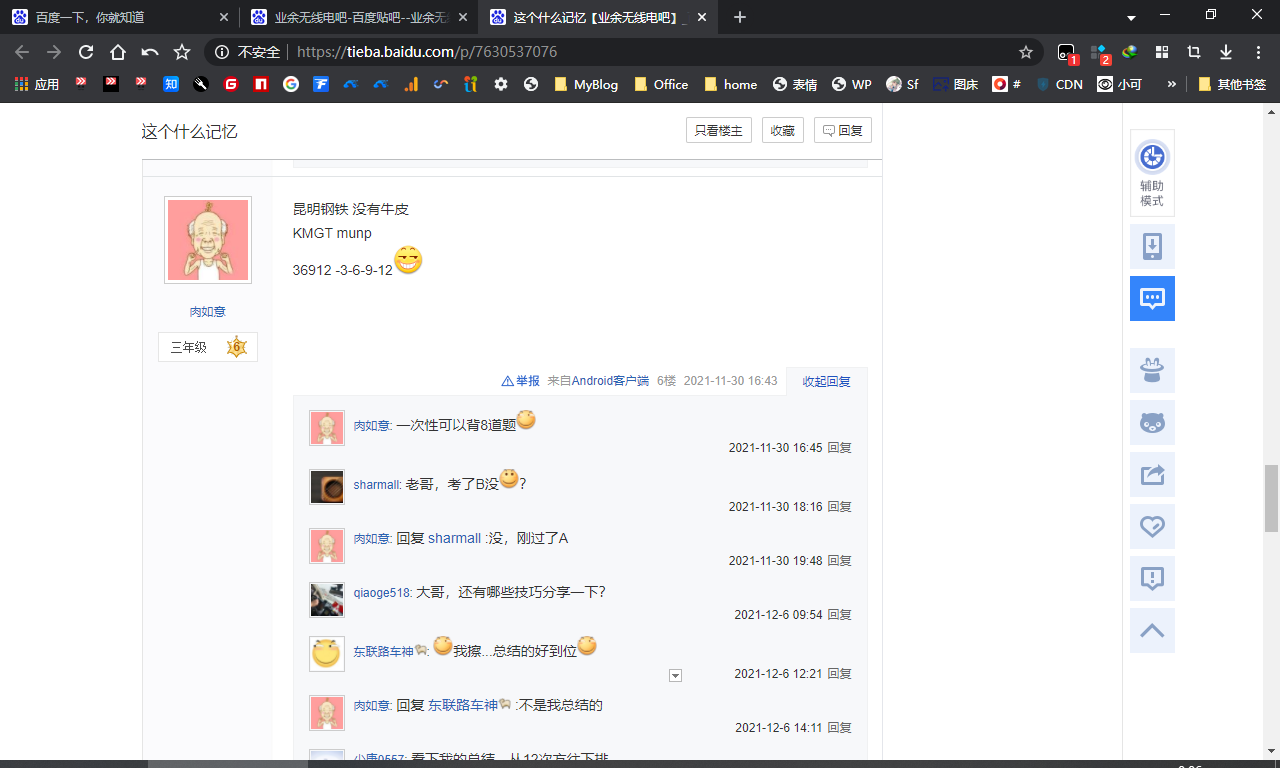 百度一下，你就知道
业余无线电吧-百度贴吧--业余无
这个什么记忆【业余无线电吧】_
不安全
https://tieba.baidu.com/p/7630537076
1
2
应用
知
MyBlog
Office
home
表情
WP
Sf
图床
#
CDN
小可
»
其他书签
这个什么记忆
只看楼主
收藏
回复
昆明钢铁 没有牛皮
KMGT munp
36912 -3-6-9-12
肉如意
三年级 6
举报 来自Android客户端 6楼 2021-11-30 16:43 收起回复
肉如意: 一次性可以背8道题
2021-11-30 16:45 回复
sharmall: 老哥，考了B没?
2021-11-30 18:16 回复
肉如意: 回复 sharmall :没，刚过了A
2021-11-30 19:48 回复
qiaoge518: 大哥，还有哪些技巧分享一下？
2021-12-6 09:54 回复
东联路车神: 我擦...总结的好到位
2021-12-6 12:21 回复
肉如意: 回复 东联路车神 :不是我总结的
2021-12-6 14:11 回复
辅助
模式